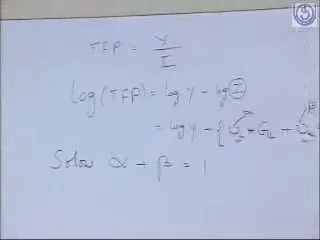 TFP = Y / I
log (TFP) = log Y - log I
= log Y - {
Solow α + β = 1